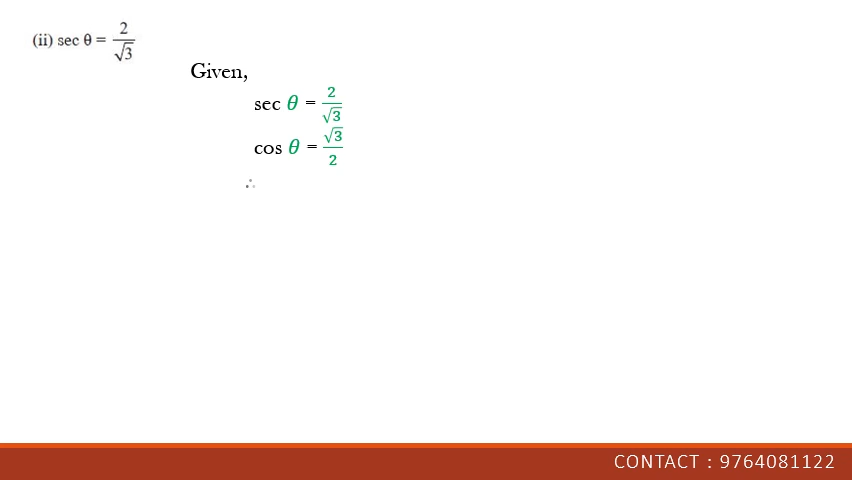 (ii) sec θ = 2/√3
Given,
sec θ = 2/√3
cos θ = √3/2
∴
CONTACT : 9764081122